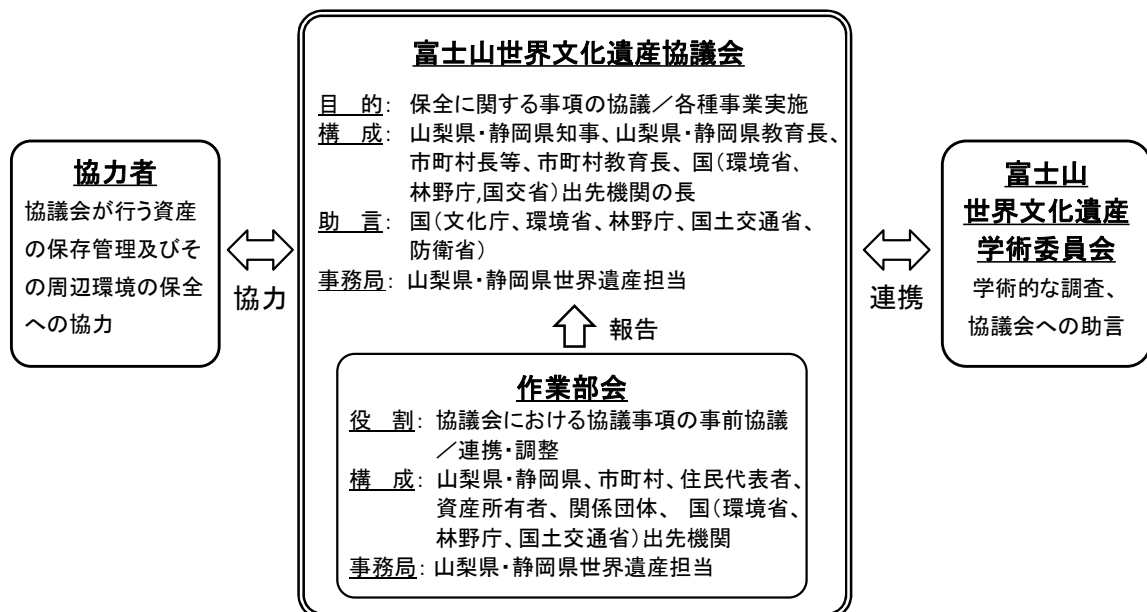 富士山世界文化遺産協議会
目　的： 保全に関する事項の協議／各種事業実施
構　成： 山梨県・静岡県知事、山梨県・静岡県教育長、
市町村長等、市町村教育長、国（環境省、
林野庁,国交省）出先機関の長
助　言： 国（文化庁、環境省、林野庁、国土交通省、
防衛省）
事務局： 山梨県・静岡県世界遺産担当
協力者
協議会が行う資産
の保存管理及びそ
の周辺環境の保全
への協力
協力
報告
連携
富士山
世界文化遺産
学術委員会
学術的な調査、
協議会への助言
作業部会
役　割： 協議会における協議事項の事前協議
／連携・調整
構　成： 山梨県・静岡県、市町村、住民代表者、
資産所有者、関係団体、 国（環境省、
林野庁、国土交通省）出先機関
事務局： 山梨県・静岡県世界遺産担当